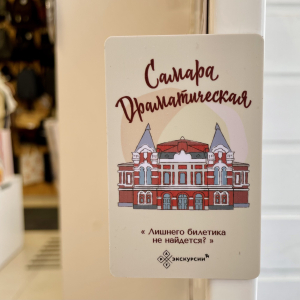 Самара
Драматическая
« Лишнего билетика
не найдется? »
ЭКСКУРСИИ